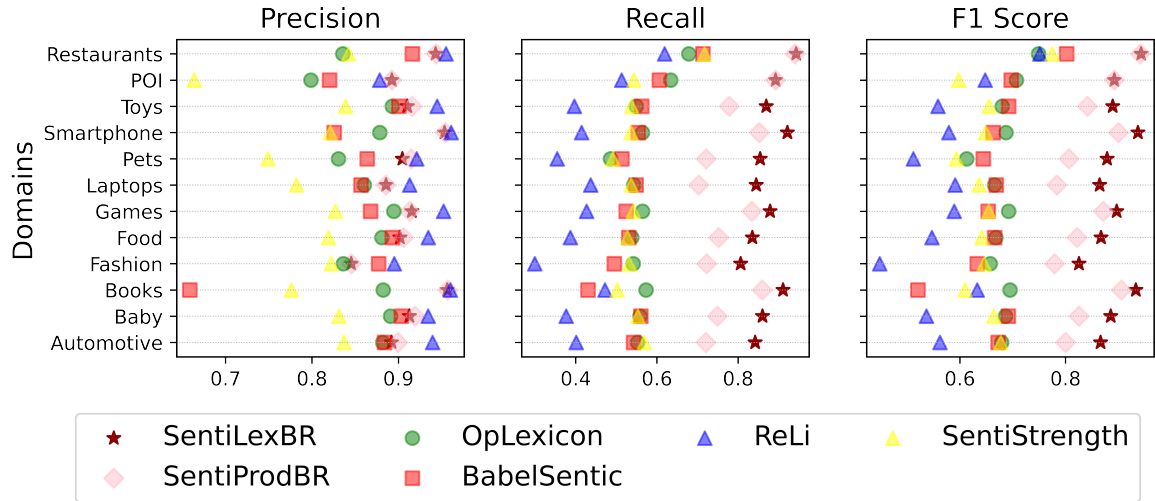 Precision Recall F1 Score
Domains
Restaurants
POI
Toys
Smartphone
Pets
Laptops
Games
Food
Fashion
Books
Baby
Automotive
0.7 0.8 0.9 0.4 0.6 0.8 0.6 0.8
SentiLexBR OpLexicon ReLi SentiStrength
SentiProdBR BabelSentic